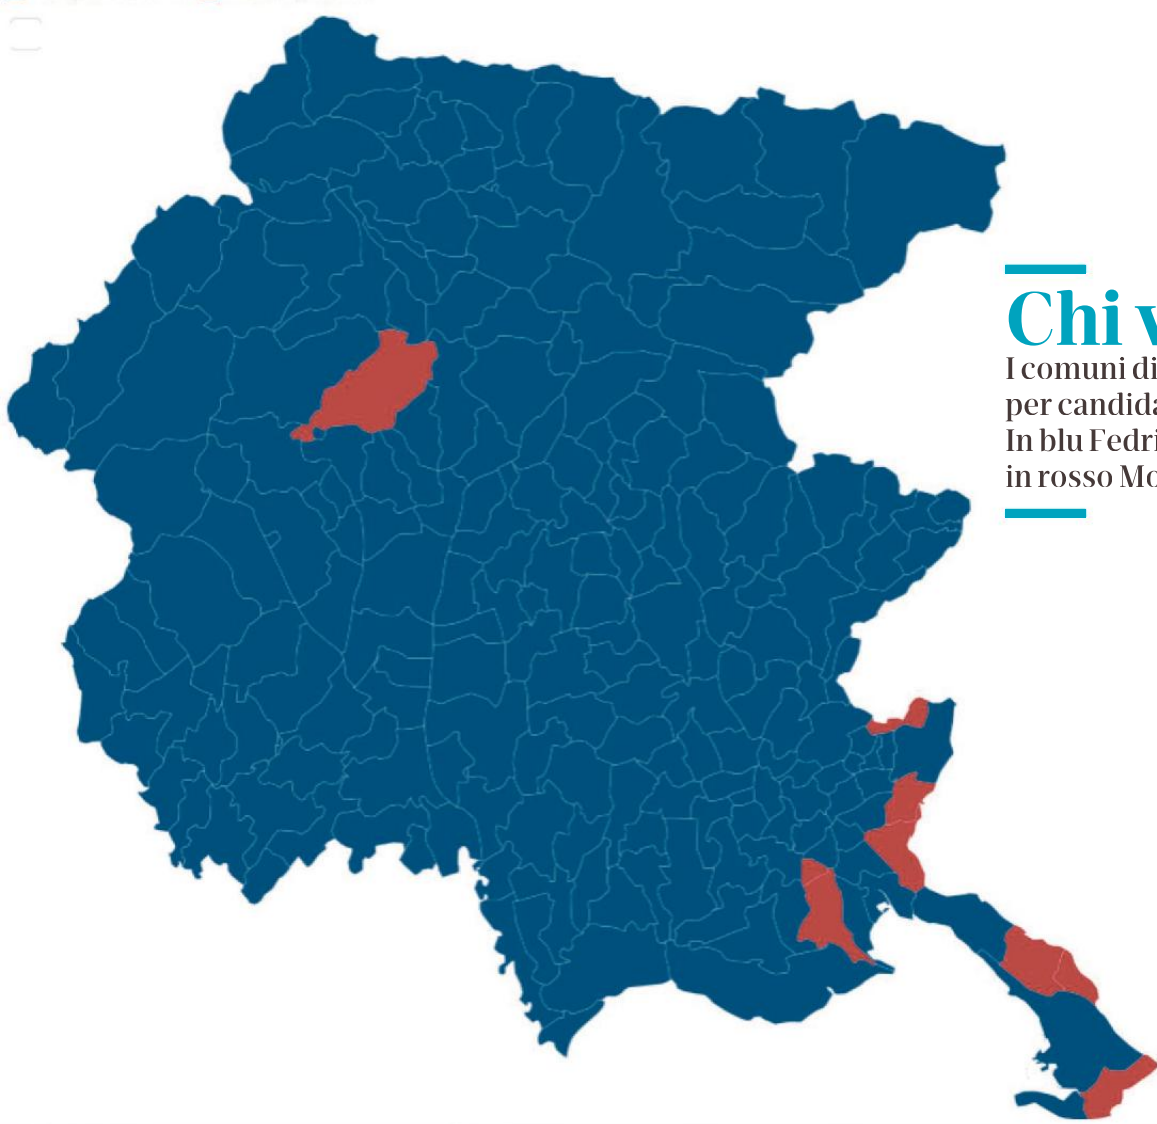 Chi v
I comuni di
per candida
In blu Fedri
in rosso Mo